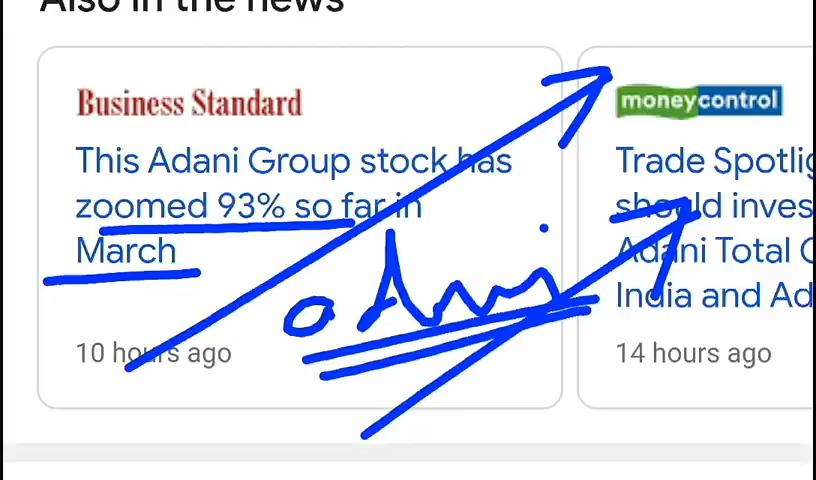 Also in the news
Business Standard
This Adani Group stock has
zoomed 93% so far in
March
10 hours ago
adni
moneycontrol
Trade Spotlig
should inves
Adani Total
India and Ad
14 hours ago